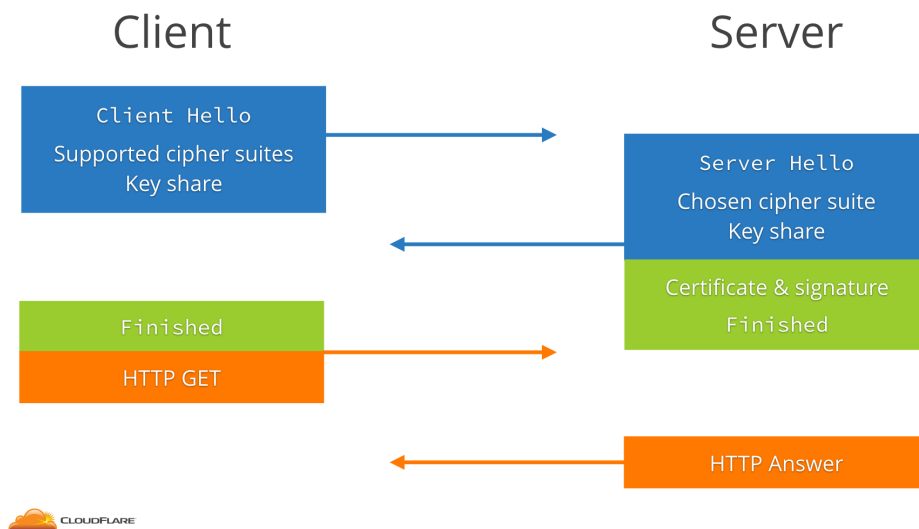 Client
Server
Client Hello
Supported cipher suites
Key share
Server Hello
Chosen cipher suite
Key share
Certificate & signature
Finished
Finished
HTTP GET
HTTP Answer
CLOUDFLARE